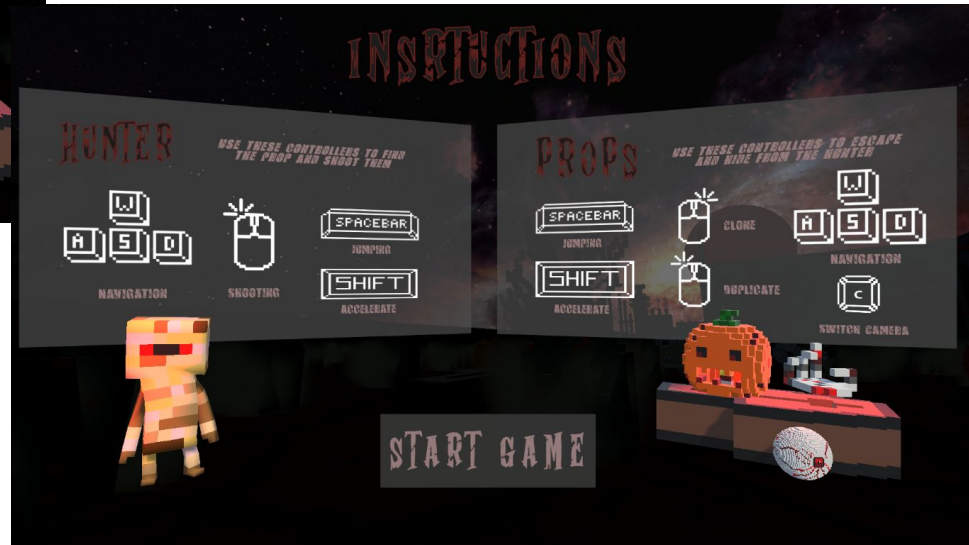 INSRTUCTIONS
HUNTER
USE THESE CONTROLLERS TO FIND
THE PROP AND SHOOT THEM
W
A S D
NAVIGATION
SHOOTING
SPACEBAR
JUMPING
SHIFT
ACCELERATE
PROPS
USE THESE CONTROLLERS TO ESCAPE
AND HIDE FROM THE HUNTER
SPACEBAR
JUMPING
SHIFT
ACCELERATE
CLONE
DUPLICATE
W
A S D
NAVIGATION
C
SWITCH CAMERA
START GAME